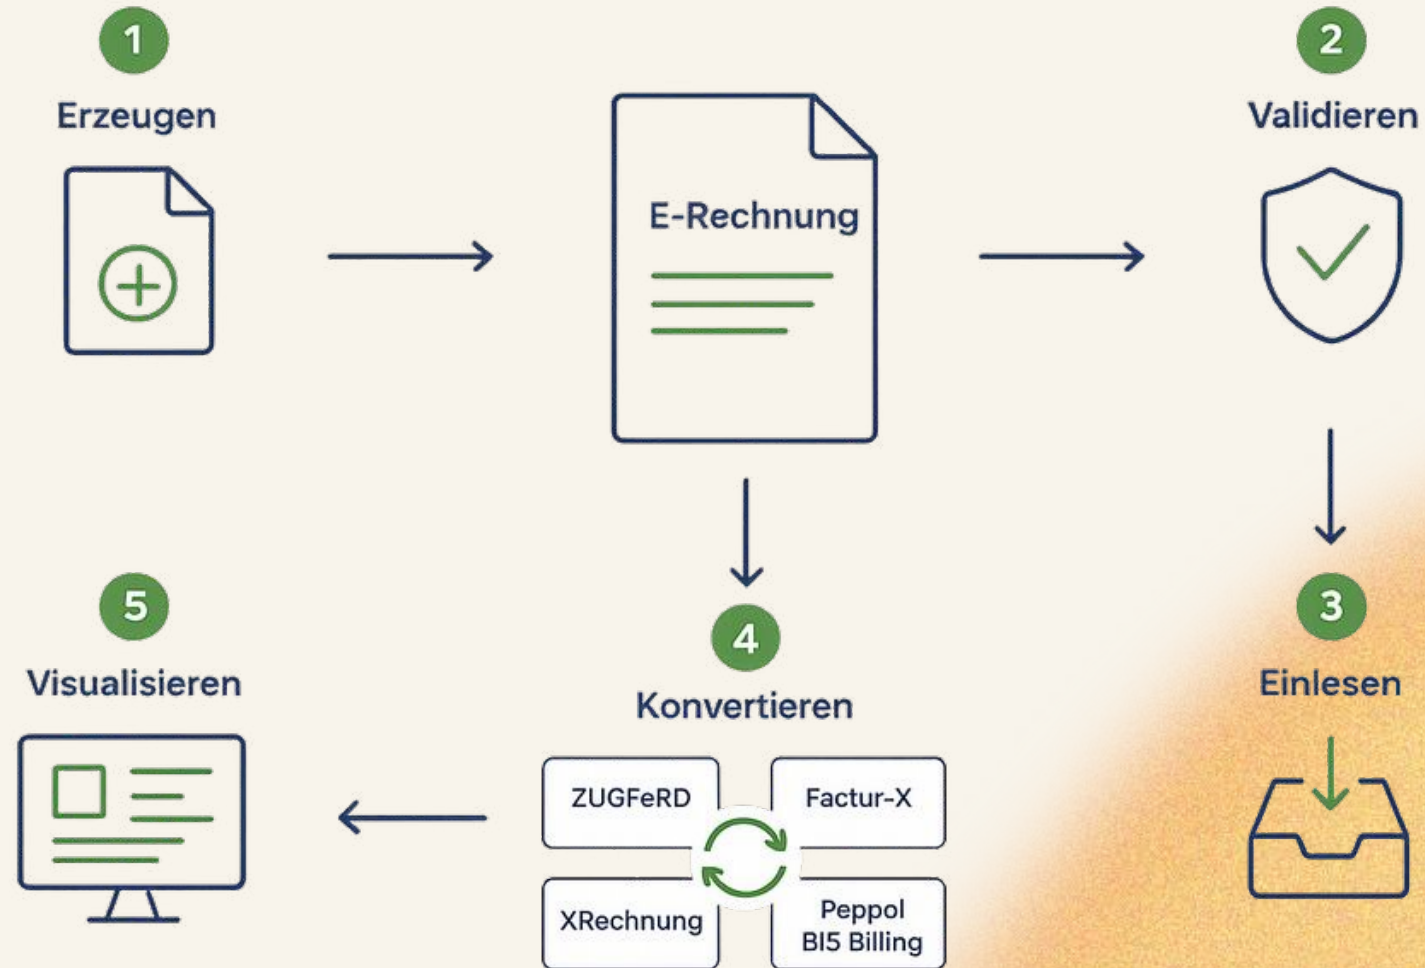 1
Erzeugen
E-Rechnung
2
Validieren
3
Einlesen
4
Konvertieren
ZUGFeRD
Factur-X
XRechnung
Peppol
BI5 Billing
5
Visualisieren